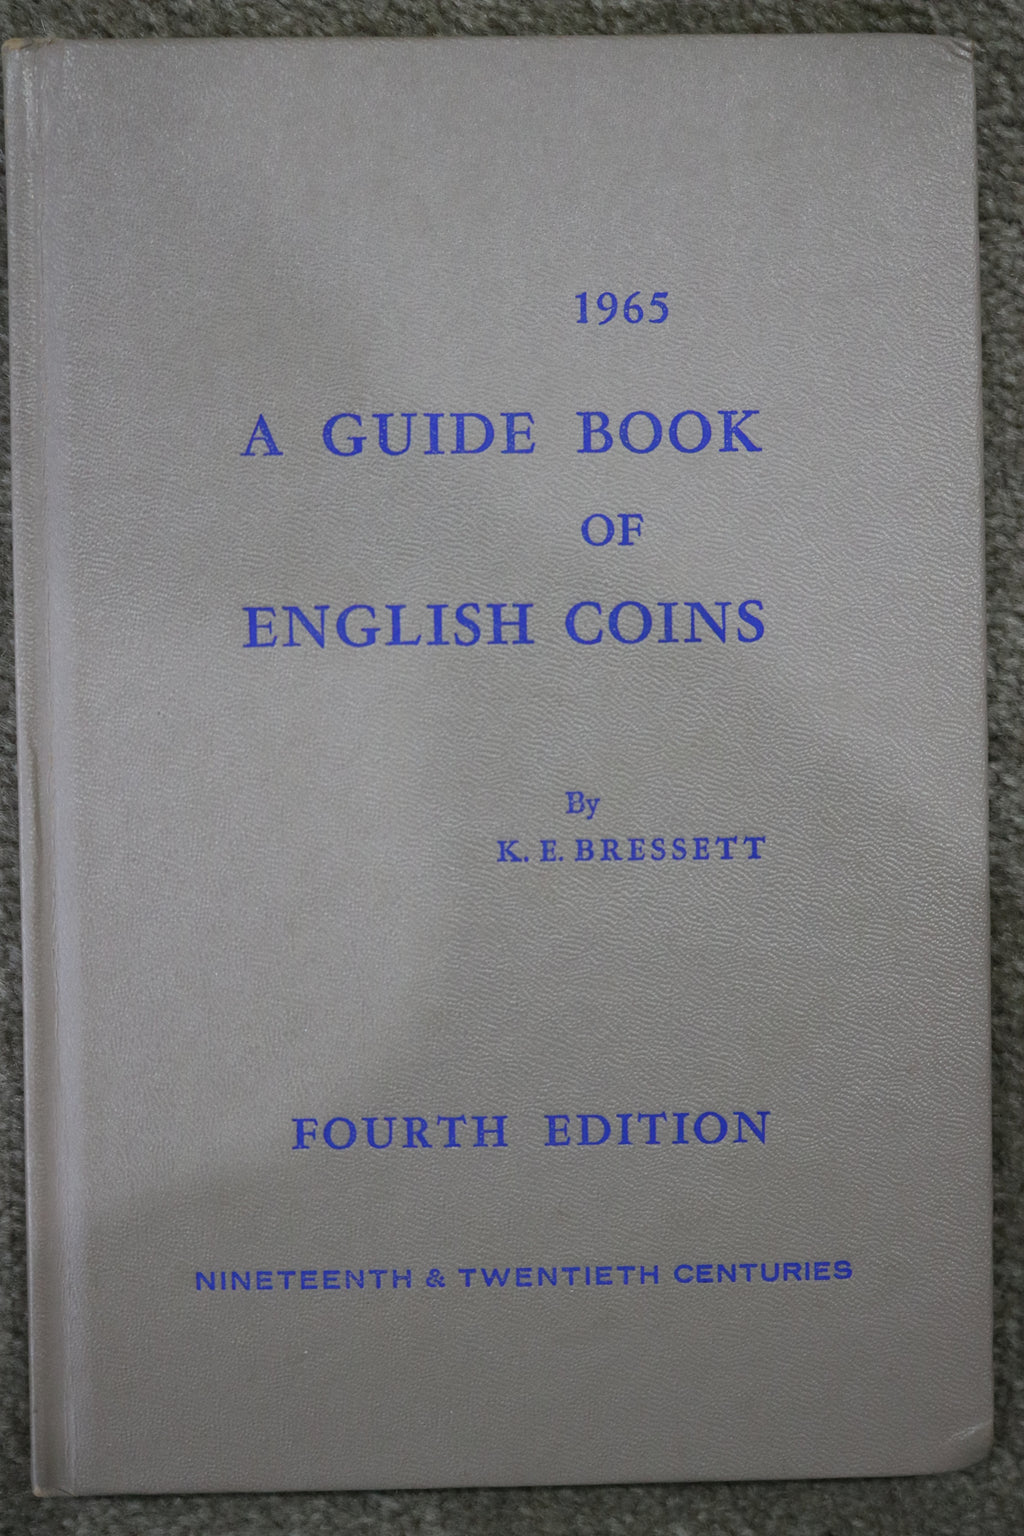 1965
A GUIDE BOOK
OF
ENGLISH COINS
By
K. E. BRESSETT
FOURTH EDITION
NINETEENTH & TWENTIETH CENTURIES